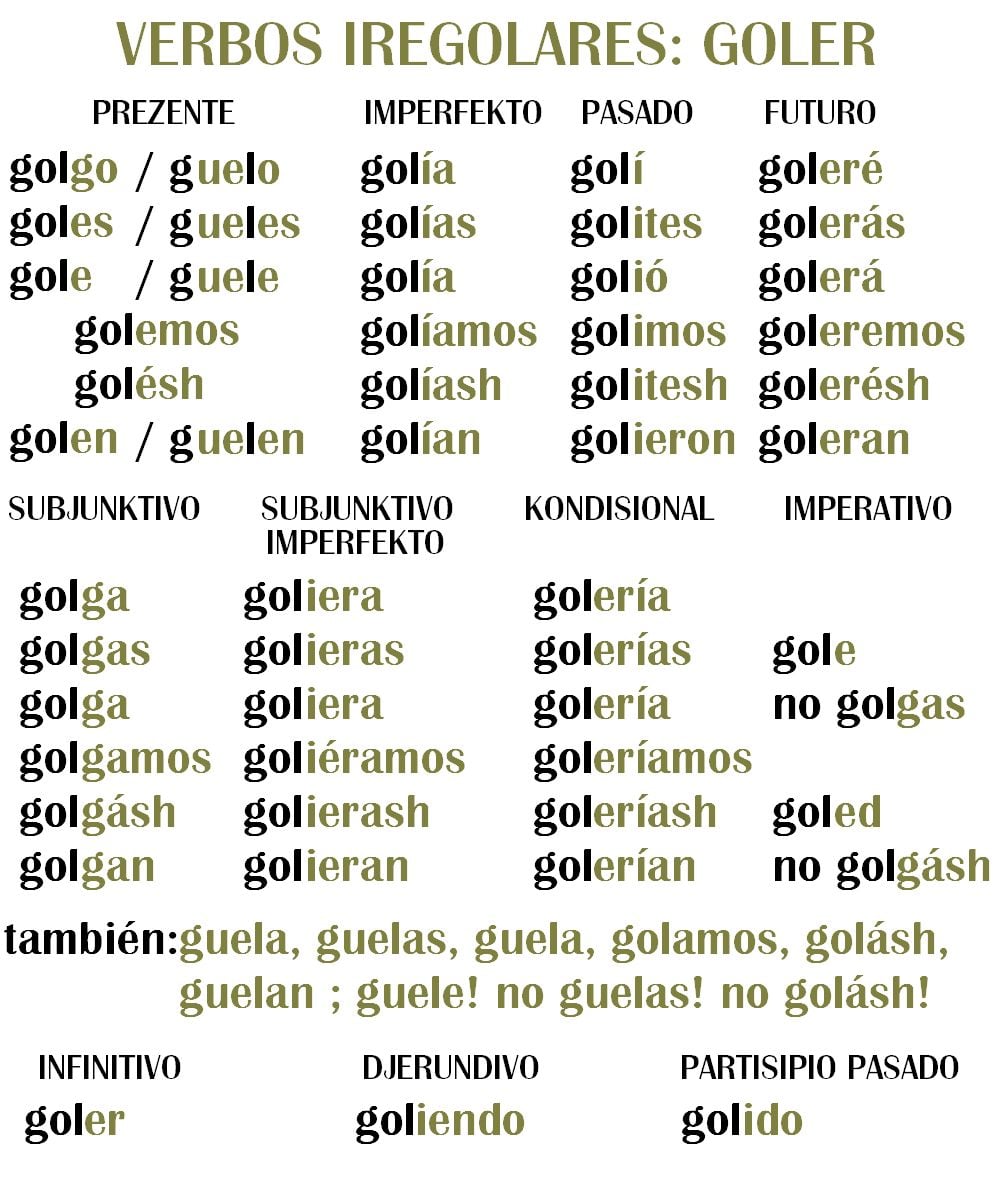 VERBOS IREGOLARES: GOLER
PREZENTE IMPERFEKTO PASADO FUTURO
golgo / guelo golía golí goleré
goles / gueles golías golites golerás
gole / guele golía golió golerá
golemos golíamos golimos goleremos
golésh golíash golitesh golerésh
golen / guelen golían golieron goleran
SUBJUNKTIVO SUBJUNKTIVO KONDISIONAL IMPERATIVO
IMPERFEKTO
golga goliera golería
golgas golieras golerías gole
golga goliera golería no golgas
golgamos goliéramos goleríamos
golgásh golierash goleríash goled
golgan golieran golerían no golgásh
también:guela, guelas, guela, golamos, golásh,
guelan ; guele! no guelas! no golásh!
INFINITIVO DJERUNDIVO PARTISIPIO PASADO
goler goliendo golido